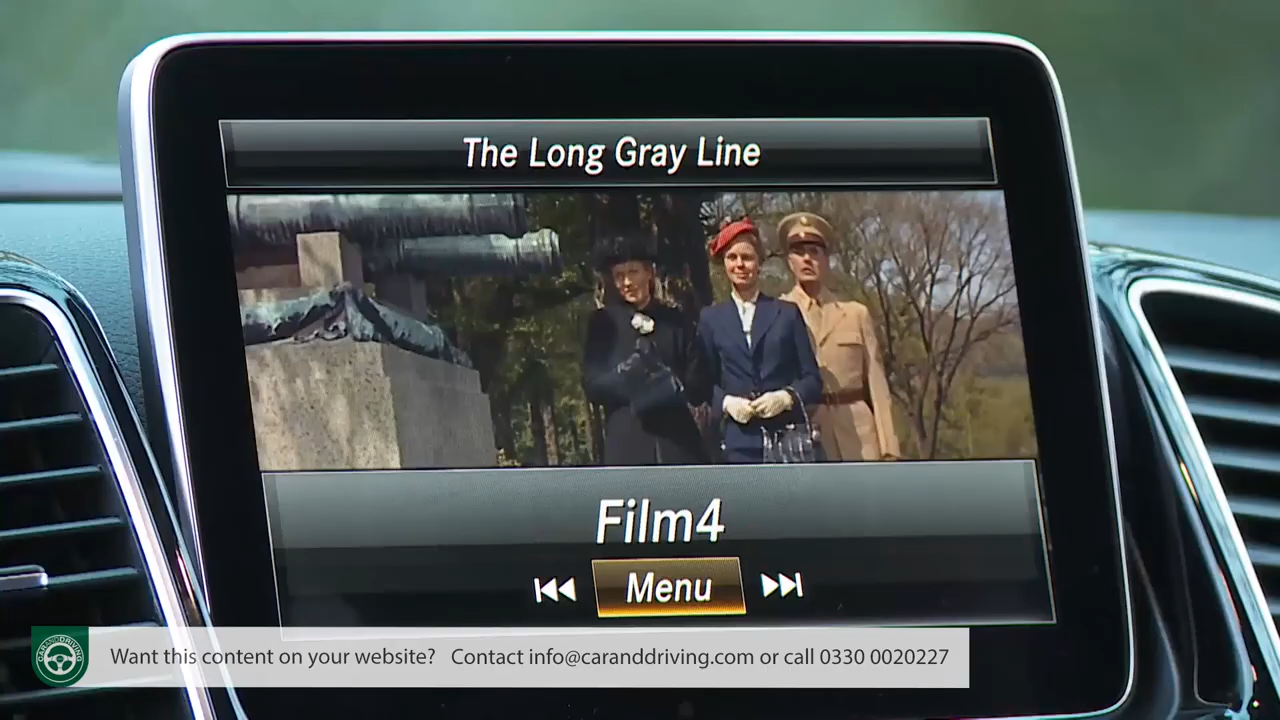 The Long Gray Line
Film4
Menu
CARANDDRIVING
Want this content on your website? Contact info@caranddriving.com or call 0330 0020227